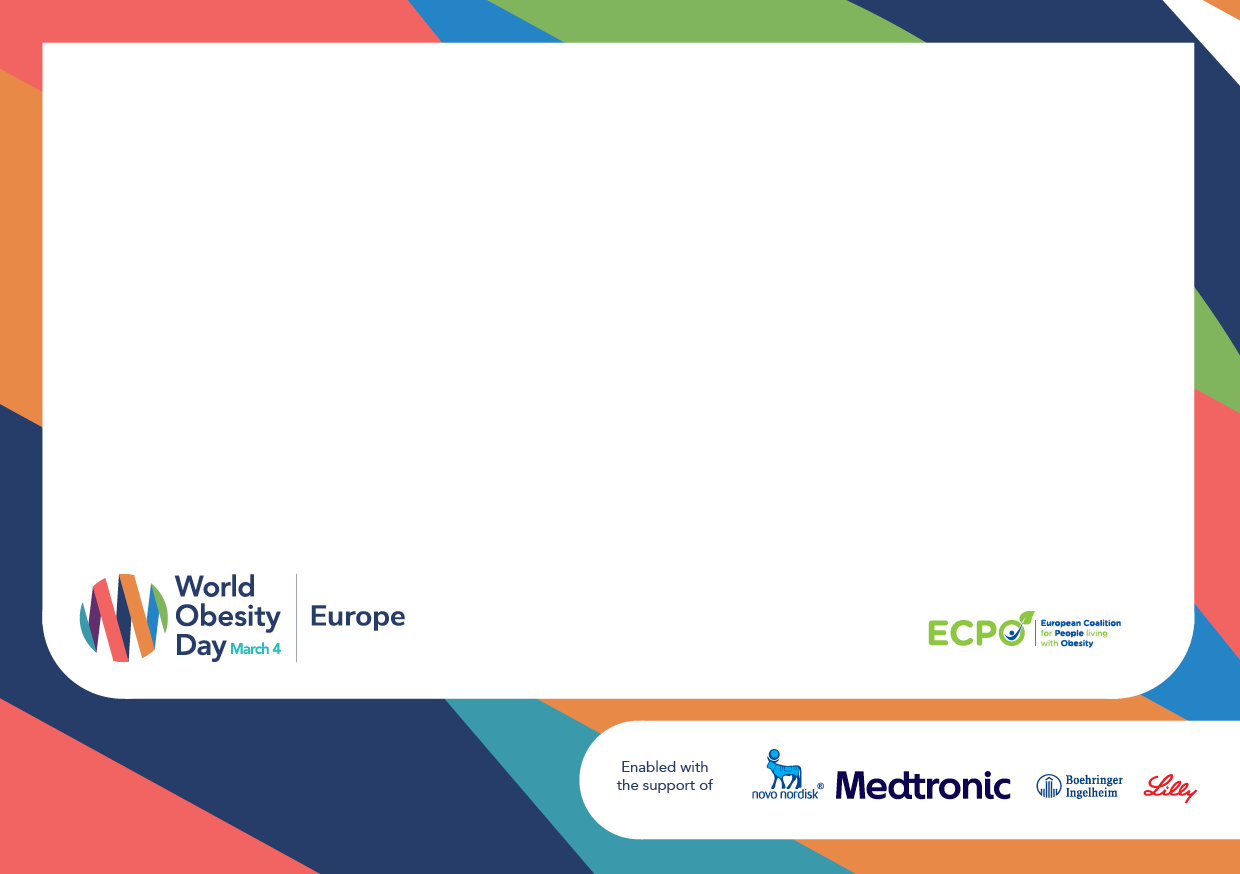 World
Obesity
Day March 4
Europe
ECPO
European Coalition
for People living
with Obesity
Enabled with
the support of
novo nordisk®
Medtronic
Boehringer
Ingelheim
Lilly